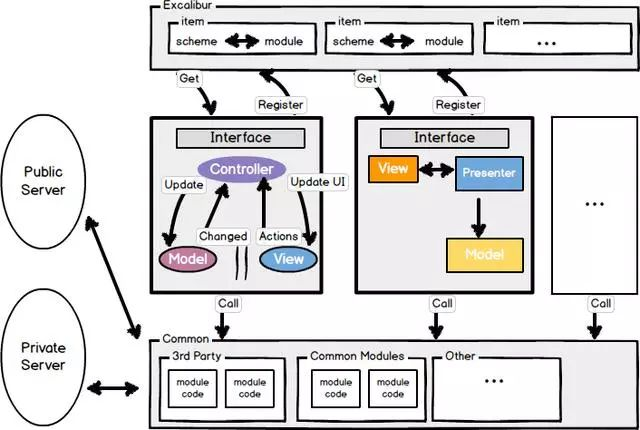 Excalibur
item
item
item
scheme
module
scheme
module
...
Get
Register
Get
Register
Public
Server
Interface
Controller
Update
Update UI
Changed
Actions
Model
View
Interface
View
Presenter
Model
...
Call
Call
Call
Private
Server
Common
3rd Party
Common Modules
Other
module
code
module
code
module
code
module
code
...